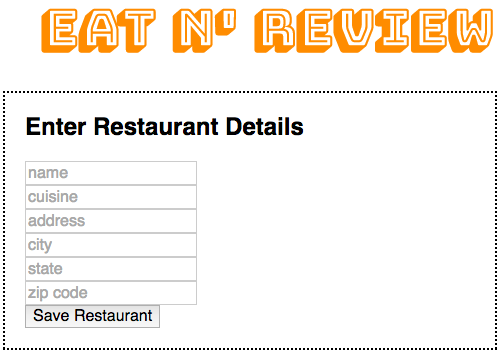 EAT N' REVIEW
Enter Restaurant Details
name
cuisine
address
city
state
zip code
Save Restaurant